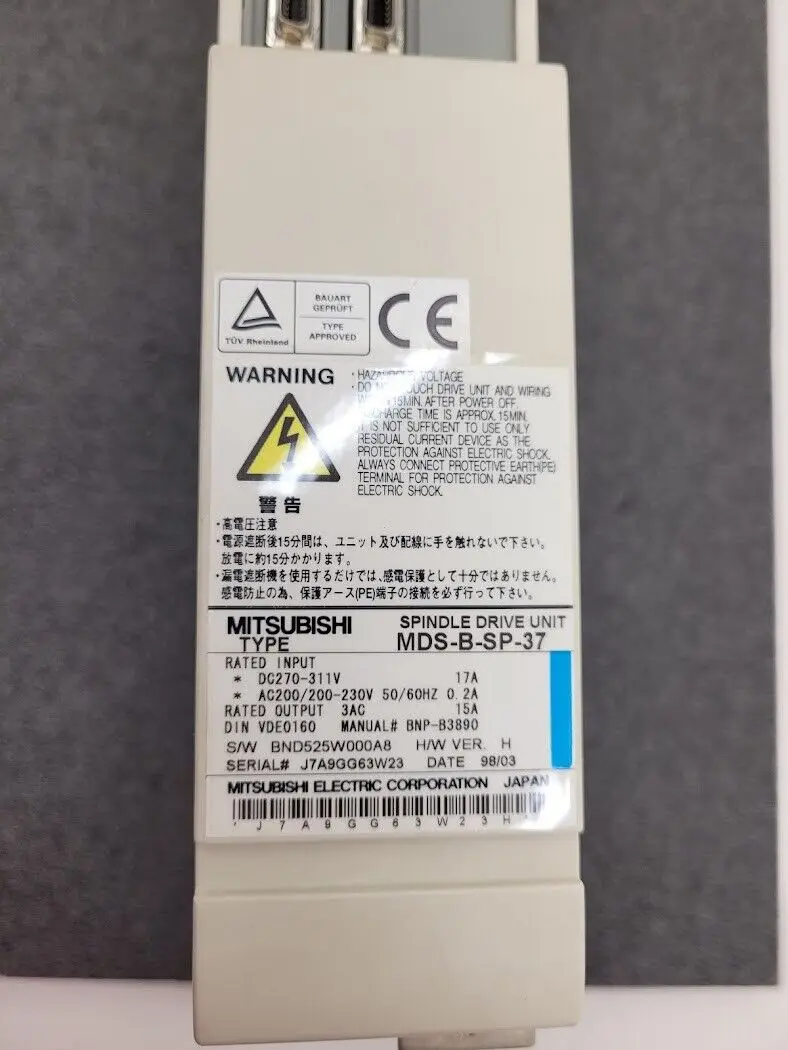 TÜV Rheinland
BAUART
GEPRÜFT
TYPE
APPROVED
CE
WARNING
VOLTAGE
・DO TOUCH DRIVE UNIT AND WIRING
15MIN. AFTER POWER OFF.
TIME IS APPROX. 15MIN.
IS NOT SUFFICIENT TO USE ONLY
RESIDUAL CURRENT DEVICE AS THE
PROTECTION AGAINST ELECTRIC SHOCK.
ALWAYS CONNECT PROTECTIVE EARTH(PE)
TERMINAL FOR PROTECTION AGAINST
ELECTRIC SHOCK.
警告
・高電圧注意
・電源遮断後15分間は、ユニット及び配線に手を触れないで下さい。
放電に約15分かかります。
・漏電遮断機を使用するだけでは、感電保護として十分ではありません。
感電防止の為、保護アース(PE)端子の接続を必ず行って下さい。
MITSUBISHI SPINDLE DRIVE UNIT
TYPE MDS-B-SP-37
RATED INPUT
* DC270-311V 17A
* AC200/200-230V 50/60HZ 0.2A
RATED OUTPUT 3AC 15A
DIN VDE0160 MANUAL# BNP-B3890
S/W BND525W000A8 H/W VER. H
SERIAL# J7A9GG63W23 DATE 98/03
MITSUBISHI ELECTRIC CORPORATION JAPAN
J7A9GG63W23H